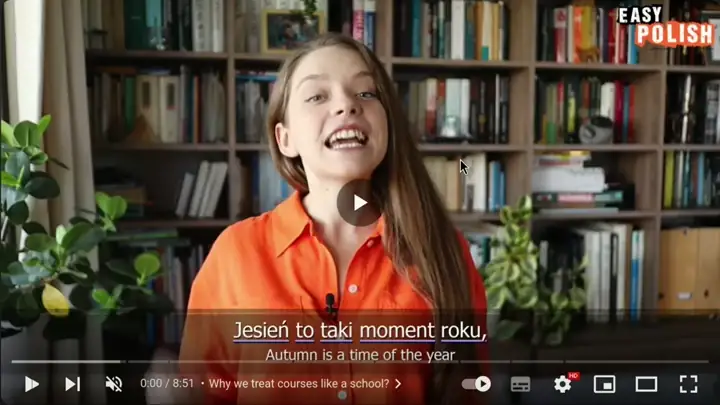 EASY
POLISH
Jesień to taki moment roku,
Autumn is a time of the year
0:00 / 8:51 • Why we treat courses like a school? >
HD